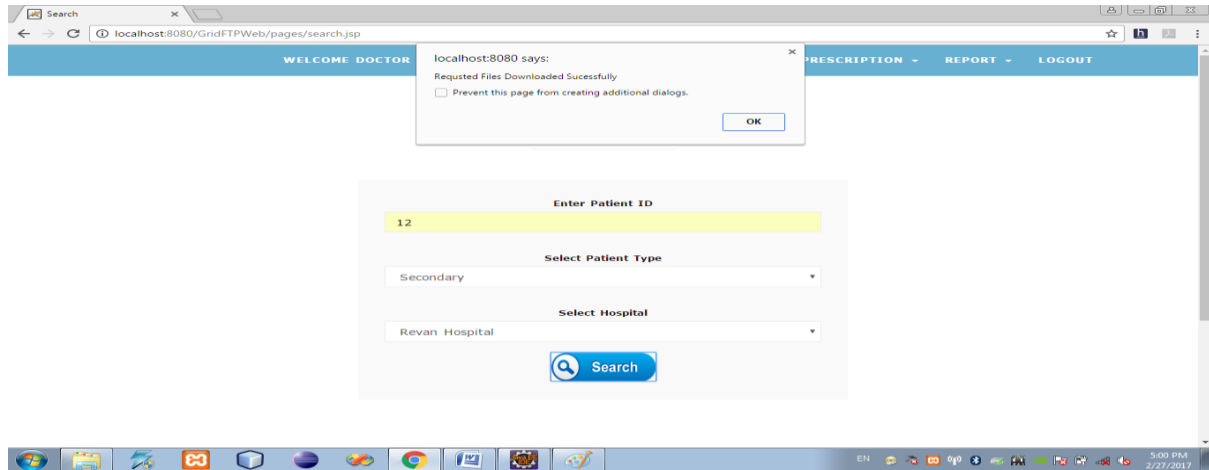 Search
localhost:8080/GridFTPWeb/pages/search.jsp
WELCOME DOCTOR
PRESCRIPTION
REPORT
LOGOUT
localhost:8080 says:
Requsted Files Downloaded Sucessfully
Prevent this page from creating additional dialogs.
OK
Enter Patient ID
12
Select Patient Type
Secondary
Select Hospital
Revan Hospital
Search
EN
5:00 PM
2/27/2017